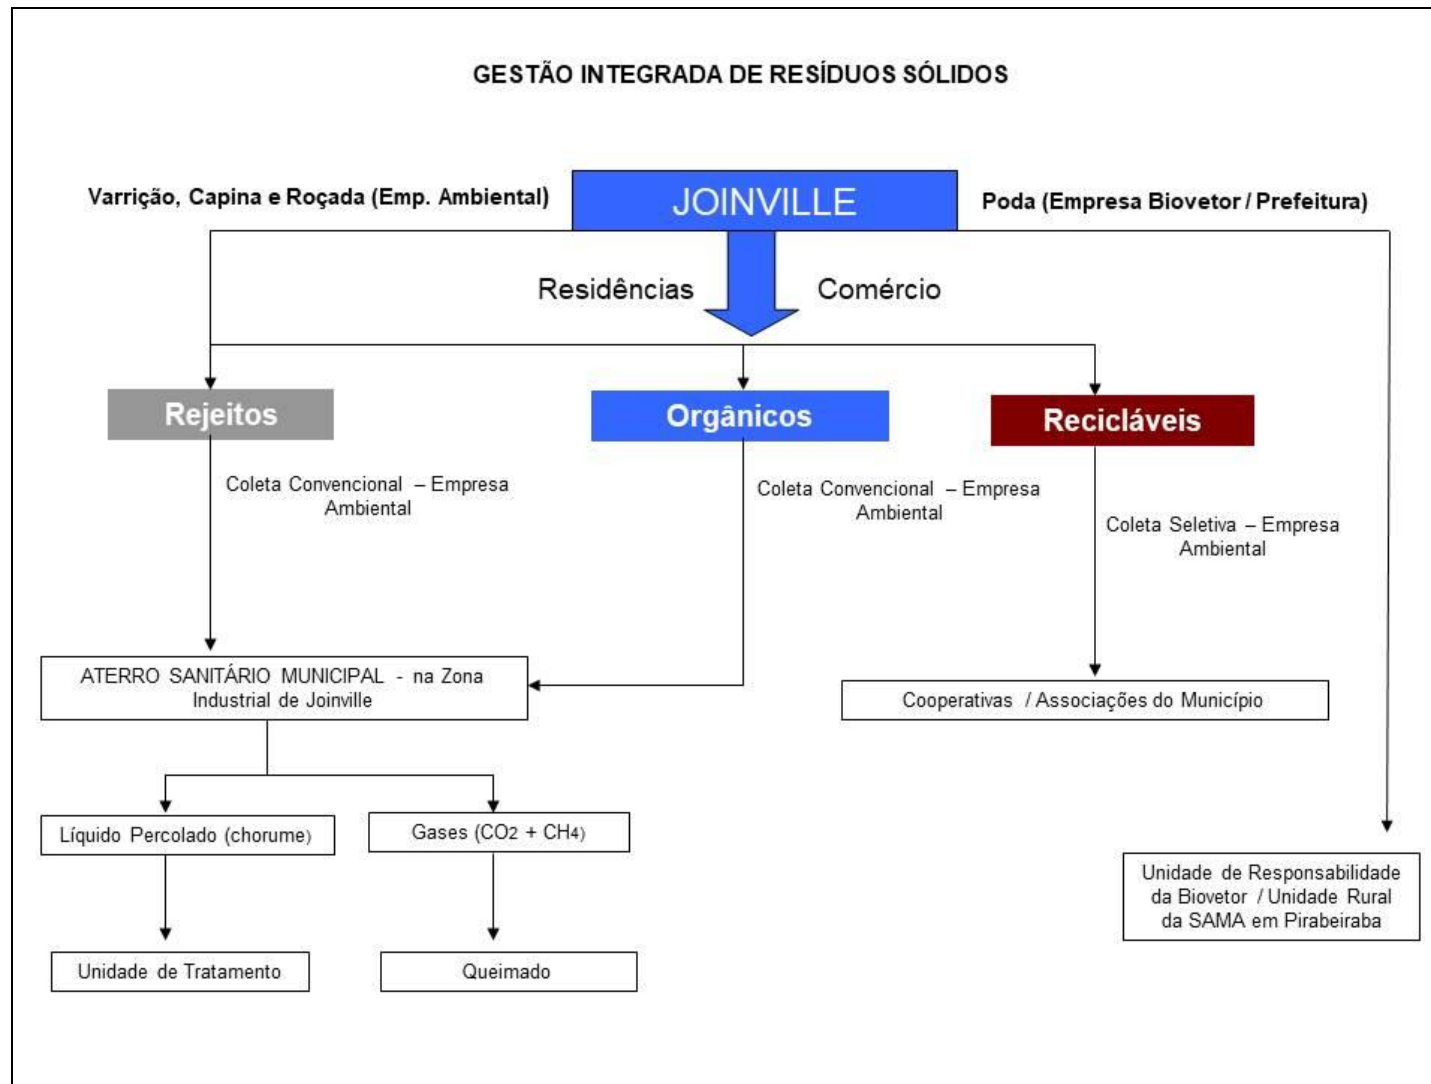 GESTÃO INTEGRADA DE RESÍDUOS SÓLIDOS
Varrição, Capina e Roçada (Emp. Ambiental)
JOINVILLE
Poda (Empresa Biovetor / Prefeitura)
Residências
Comércio
Rejeitos
Orgânicos
Recicláveis
Coleta Convencional – Empresa
Ambiental
Coleta Convencional – Empresa
Ambiental
Coleta Seletiva – Empresa
Ambiental
ATERRO SANITÁRIO MUNICIPAL - na Zona
Industrial de Joinville
Cooperativas / Associações do Município
Líquido Percolado (chorume)
Gases (CO2 + CH4)
Unidade de Responsabilidade
da Biovetor / Unidade Rural
da SAMA em Pirabeiraba
Unidade de Tratamento
Queimado